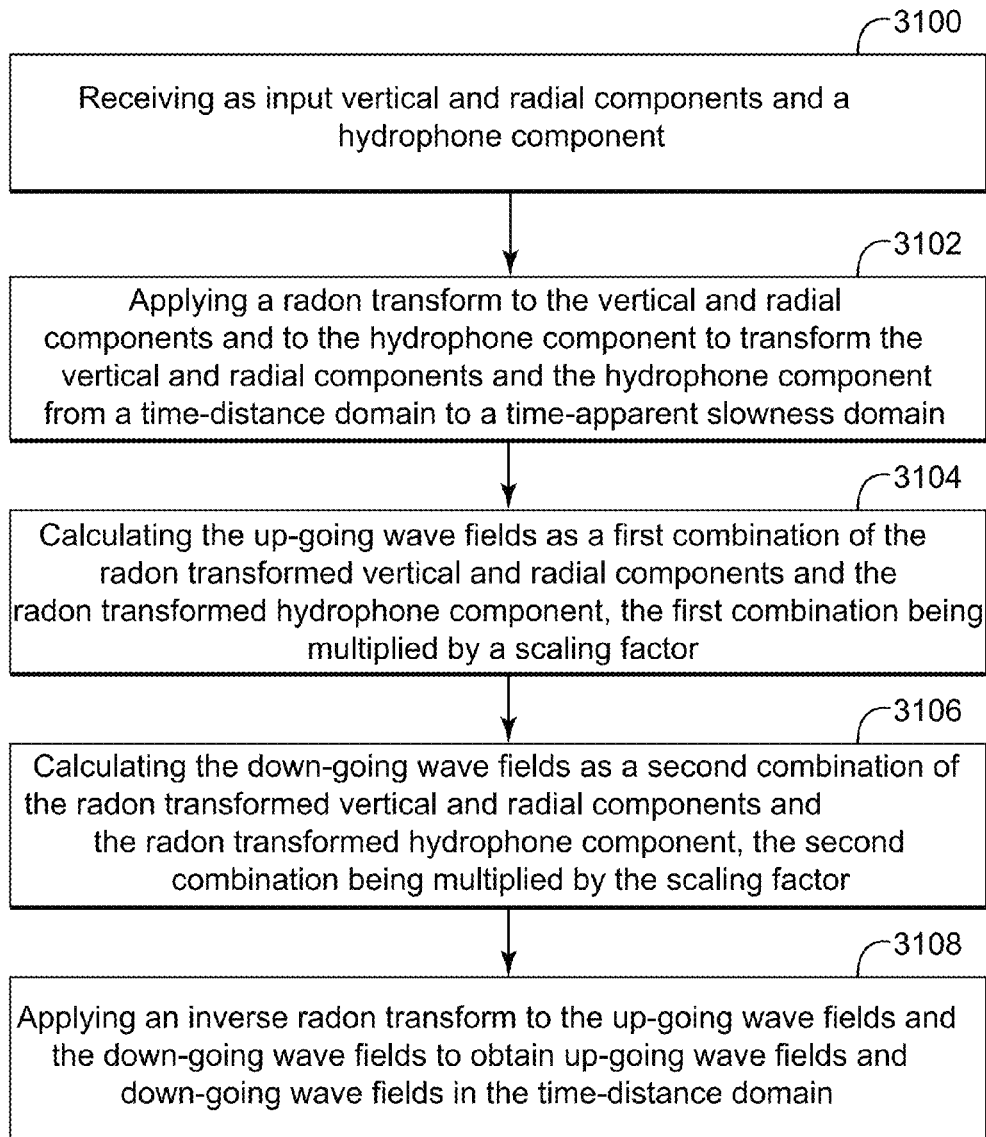 3100
Receiving as input vertical and radial components and a
hydrophone component
3102
Applying a radon transform to the vertical and radial
components and to the hydrophone component to transform the
vertical and radial components and the hydrophone component
from a time-distance domain to a time-apparent slowness domain
3104
Calculating the up-going wave fields as a first combination of the
radon transformed vertical and radial components and the
radon transformed hydrophone component, the first combination being
multiplied by a scaling factor
3106
Calculating the down-going wave fields as a second combination of
the radon transformed vertical and radial components and
the radon transformed hydrophone component, the second
combination being multiplied by the scaling factor
3108
Applying an inverse radon transform to the up-going wave fields and
the down-going wave fields to obtain up-going wave fields and
down-going wave fields in the time-distance domain